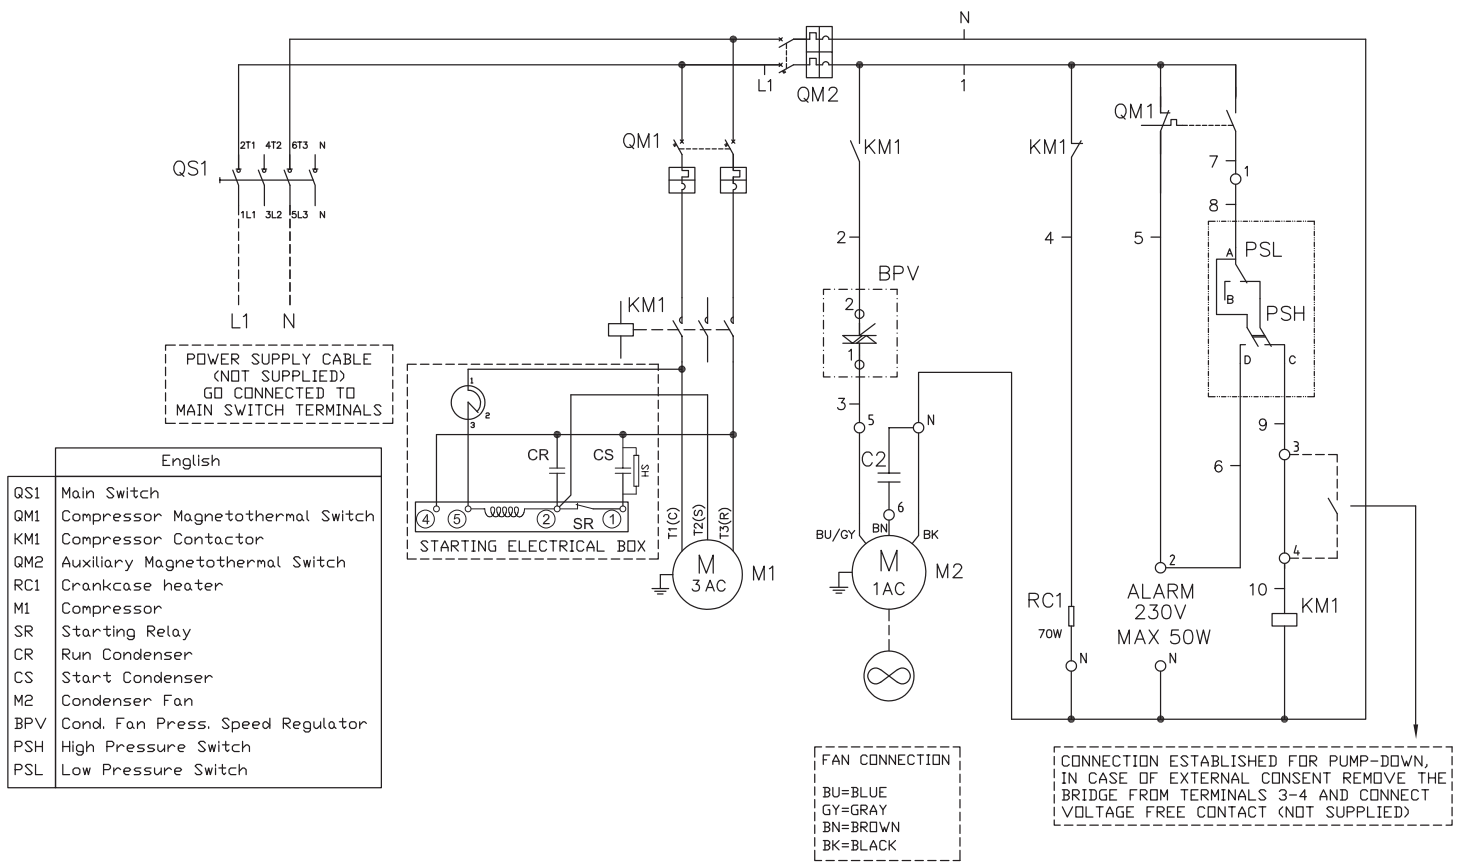 N
L1
QM2
1
QM1
KM1
KM1
QM1
QS1
2T1 4T2 6T3 N
1L1 3L2 5L3 N
7
1
8
2
4
5
A
PSL
B
PSH
D
C
BPV
2
1
L1 N
KM1
POWER SUPPLY CABLE
(NOT SUPPLIED)
GO CONNECTED TO
MAIN SWITCH TERMINALS
1
2
3
CR
CS
HS
4
5
2
SR
1
STARTING ELECTRICAL BOX
T1(C)
T2(S)
T3(R)
M
3 AC
M1
3
5
N
C2
6
BU/GY
BN
BK
M
1AC
M2
9
3
6
4
2
10
KM1
RC1
70W
N
ALARM
230V
MAX 50W
N
English
QS1 Main Switch
QM1 Compressor Magnetothermal Switch
KM1 Compressor Contactor
QM2 Auxiliary Magnetothermal Switch
RC1 Crankcase heater
M1 Compressor
SR Starting Relay
CR Run Condenser
CS Start Condenser
M2 Condenser Fan
BPV Cond. Fan Press. Speed Regulator
PSH High Pressure Switch
PSL Low Pressure Switch
FAN CONNECTION
BU=BLUE
GY=GRAY
BN=BROWN
BK=BLACK
CONNECTION ESTABLISHED FOR PUMP-DOWN,
IN CASE OF EXTERNAL CONSENT REMOVE THE
BRIDGE FROM TERMINALS 3-4 AND CONNECT
VOLTAGE FREE CONTACT (NOT SUPPLIED)